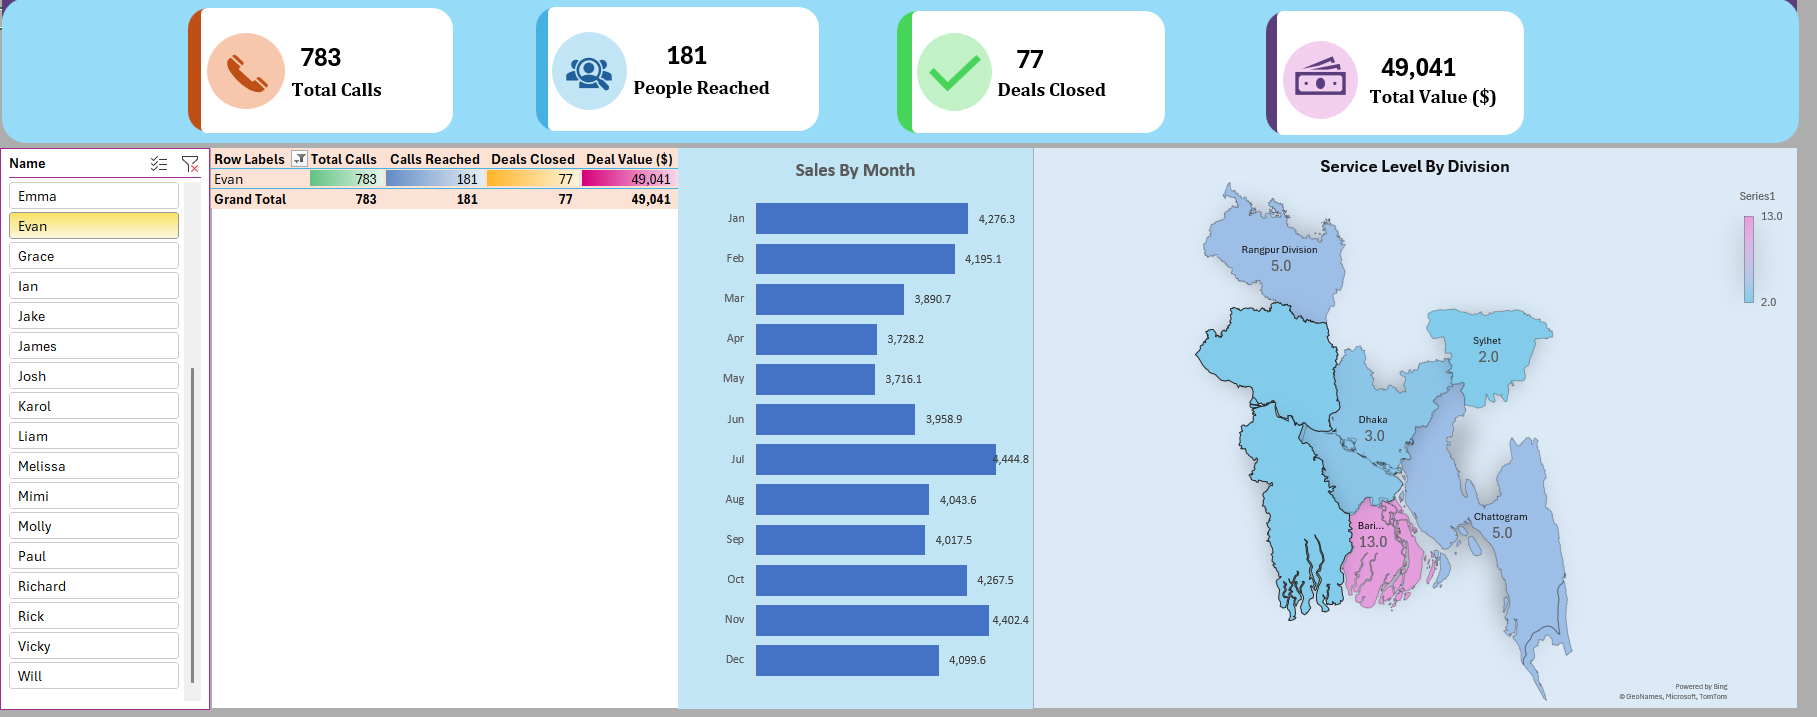 783
Total Calls
181
People Reached
77
Deals Closed
49,041
Total Value ($)
Name
Emma
Evan
Grace
Ian
Jake
James
Josh
Karol
Liam
Melissa
Mimi
Molly
Paul
Richard
Rick
Vicky
Will
Row Labels Total Calls Calls Reached Deals Closed Deal Value ($)
Evan 783 181 77 49,041
Grand Total 783 181 77 49,041
Sales By Month
Jan 4,276.3
Feb 4,195.1
Mar 3,890.7
Apr 3,728.2
May 3,716.1
Jun 3,958.9
Jul 4,444.8
Aug 4,043.6
Sep 4,017.5
Oct 4,267.5
Nov 4,402.4
Dec 4,099.6
Service Level By Division
Series1
13.0
2.0
Rangpur Division
5.0
Sylhet
2.0
Dhaka
3.0
Bari...
13.0
Chattogram
5.0
Powered by Bing
© GeoNames, Microsoft, TomTom